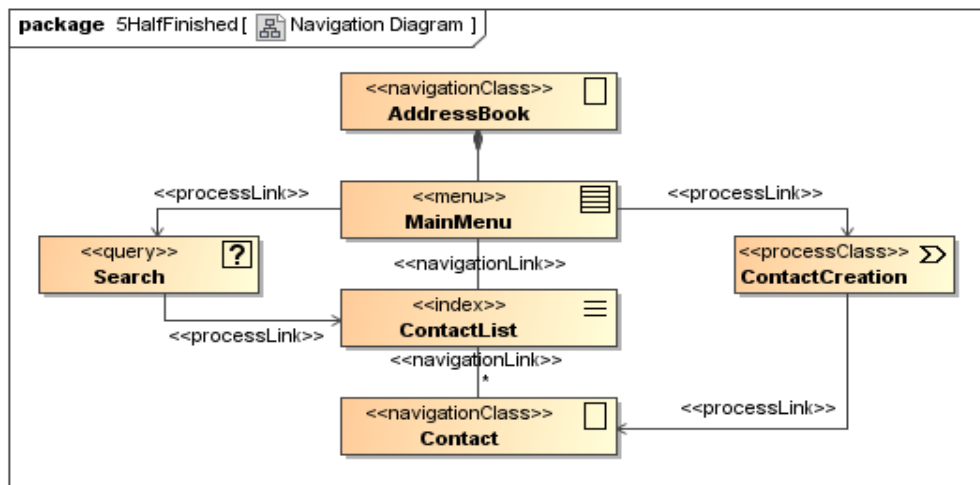 package 5HalfFinished [ Navigation Diagram ]
<<navigationClass>>
AddressBook
<<processLink>>
<<menu>>
MainMenu
<<processLink>>
<<query>>
Search
?
<<navigationLink>>
<<processClass>>
ContactCreation
<<index>>
ContactList
<<processLink>>
<<navigationLink>>
*
<<navigationClass>>
Contact
<<processLink>>